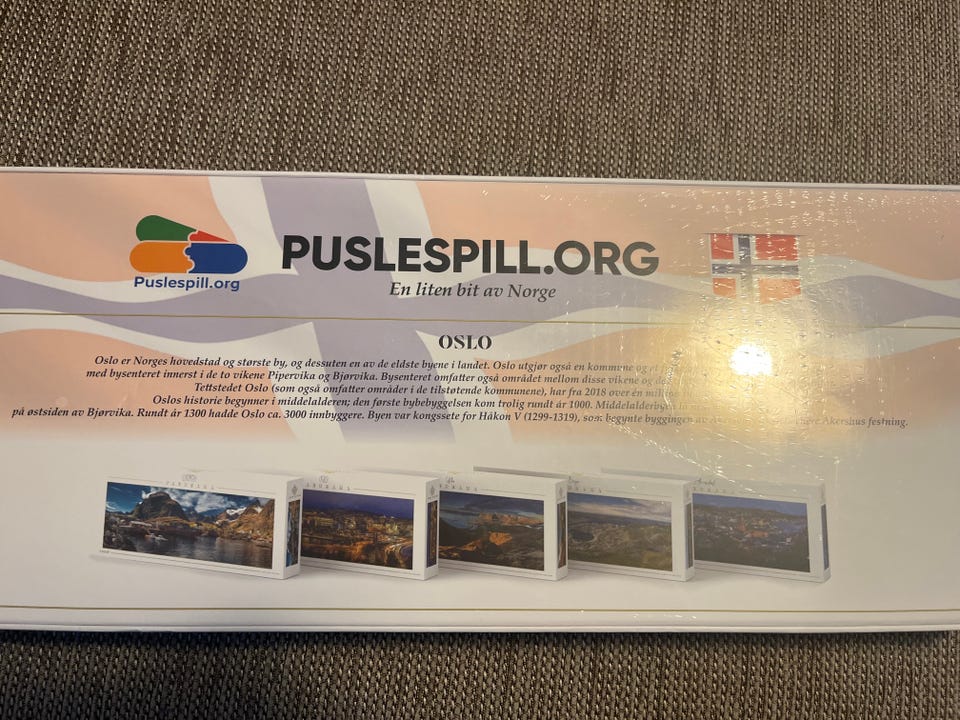 Puslespill.org
PUSLESPILL.ORG
En liten bit av Norge
OSLO
Oslo er Norges hovedstad og største by, og dessuten en av de eldste byene i landet. Oslo utgjør også en kommune og et
med bysenteret innerst i de to vikene Pipervika og Bjørvika. Bysenteret omfatter også området mellom disse vikene og
Tettstedet Oslo (som også omfatter områder i de tilstøtende kommunene), har fra 2018 over én
Oslos historie begynner i middelalderen; den første bybebyggelsen kom trolig rundt år 1000. Middelalderbyen
på østsiden av Bjørvika. Rundt år 1300 hadde Oslo ca. 3000 innbyggere. Byen var kongssete for Håkon V (1299-1319), som begynte byggingen av Akershus festning.
PANORAMA